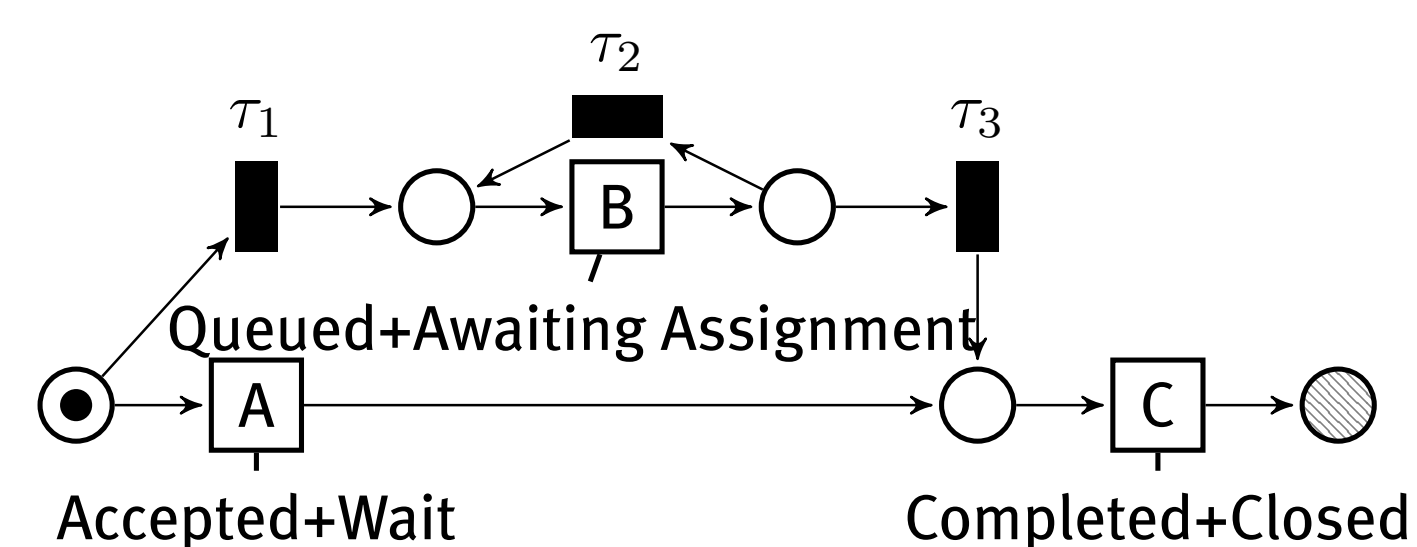 τ2
τ1
τ3
B
Queued+Awaiting Assignment
A
C
Accepted+Wait
Completed+Closed